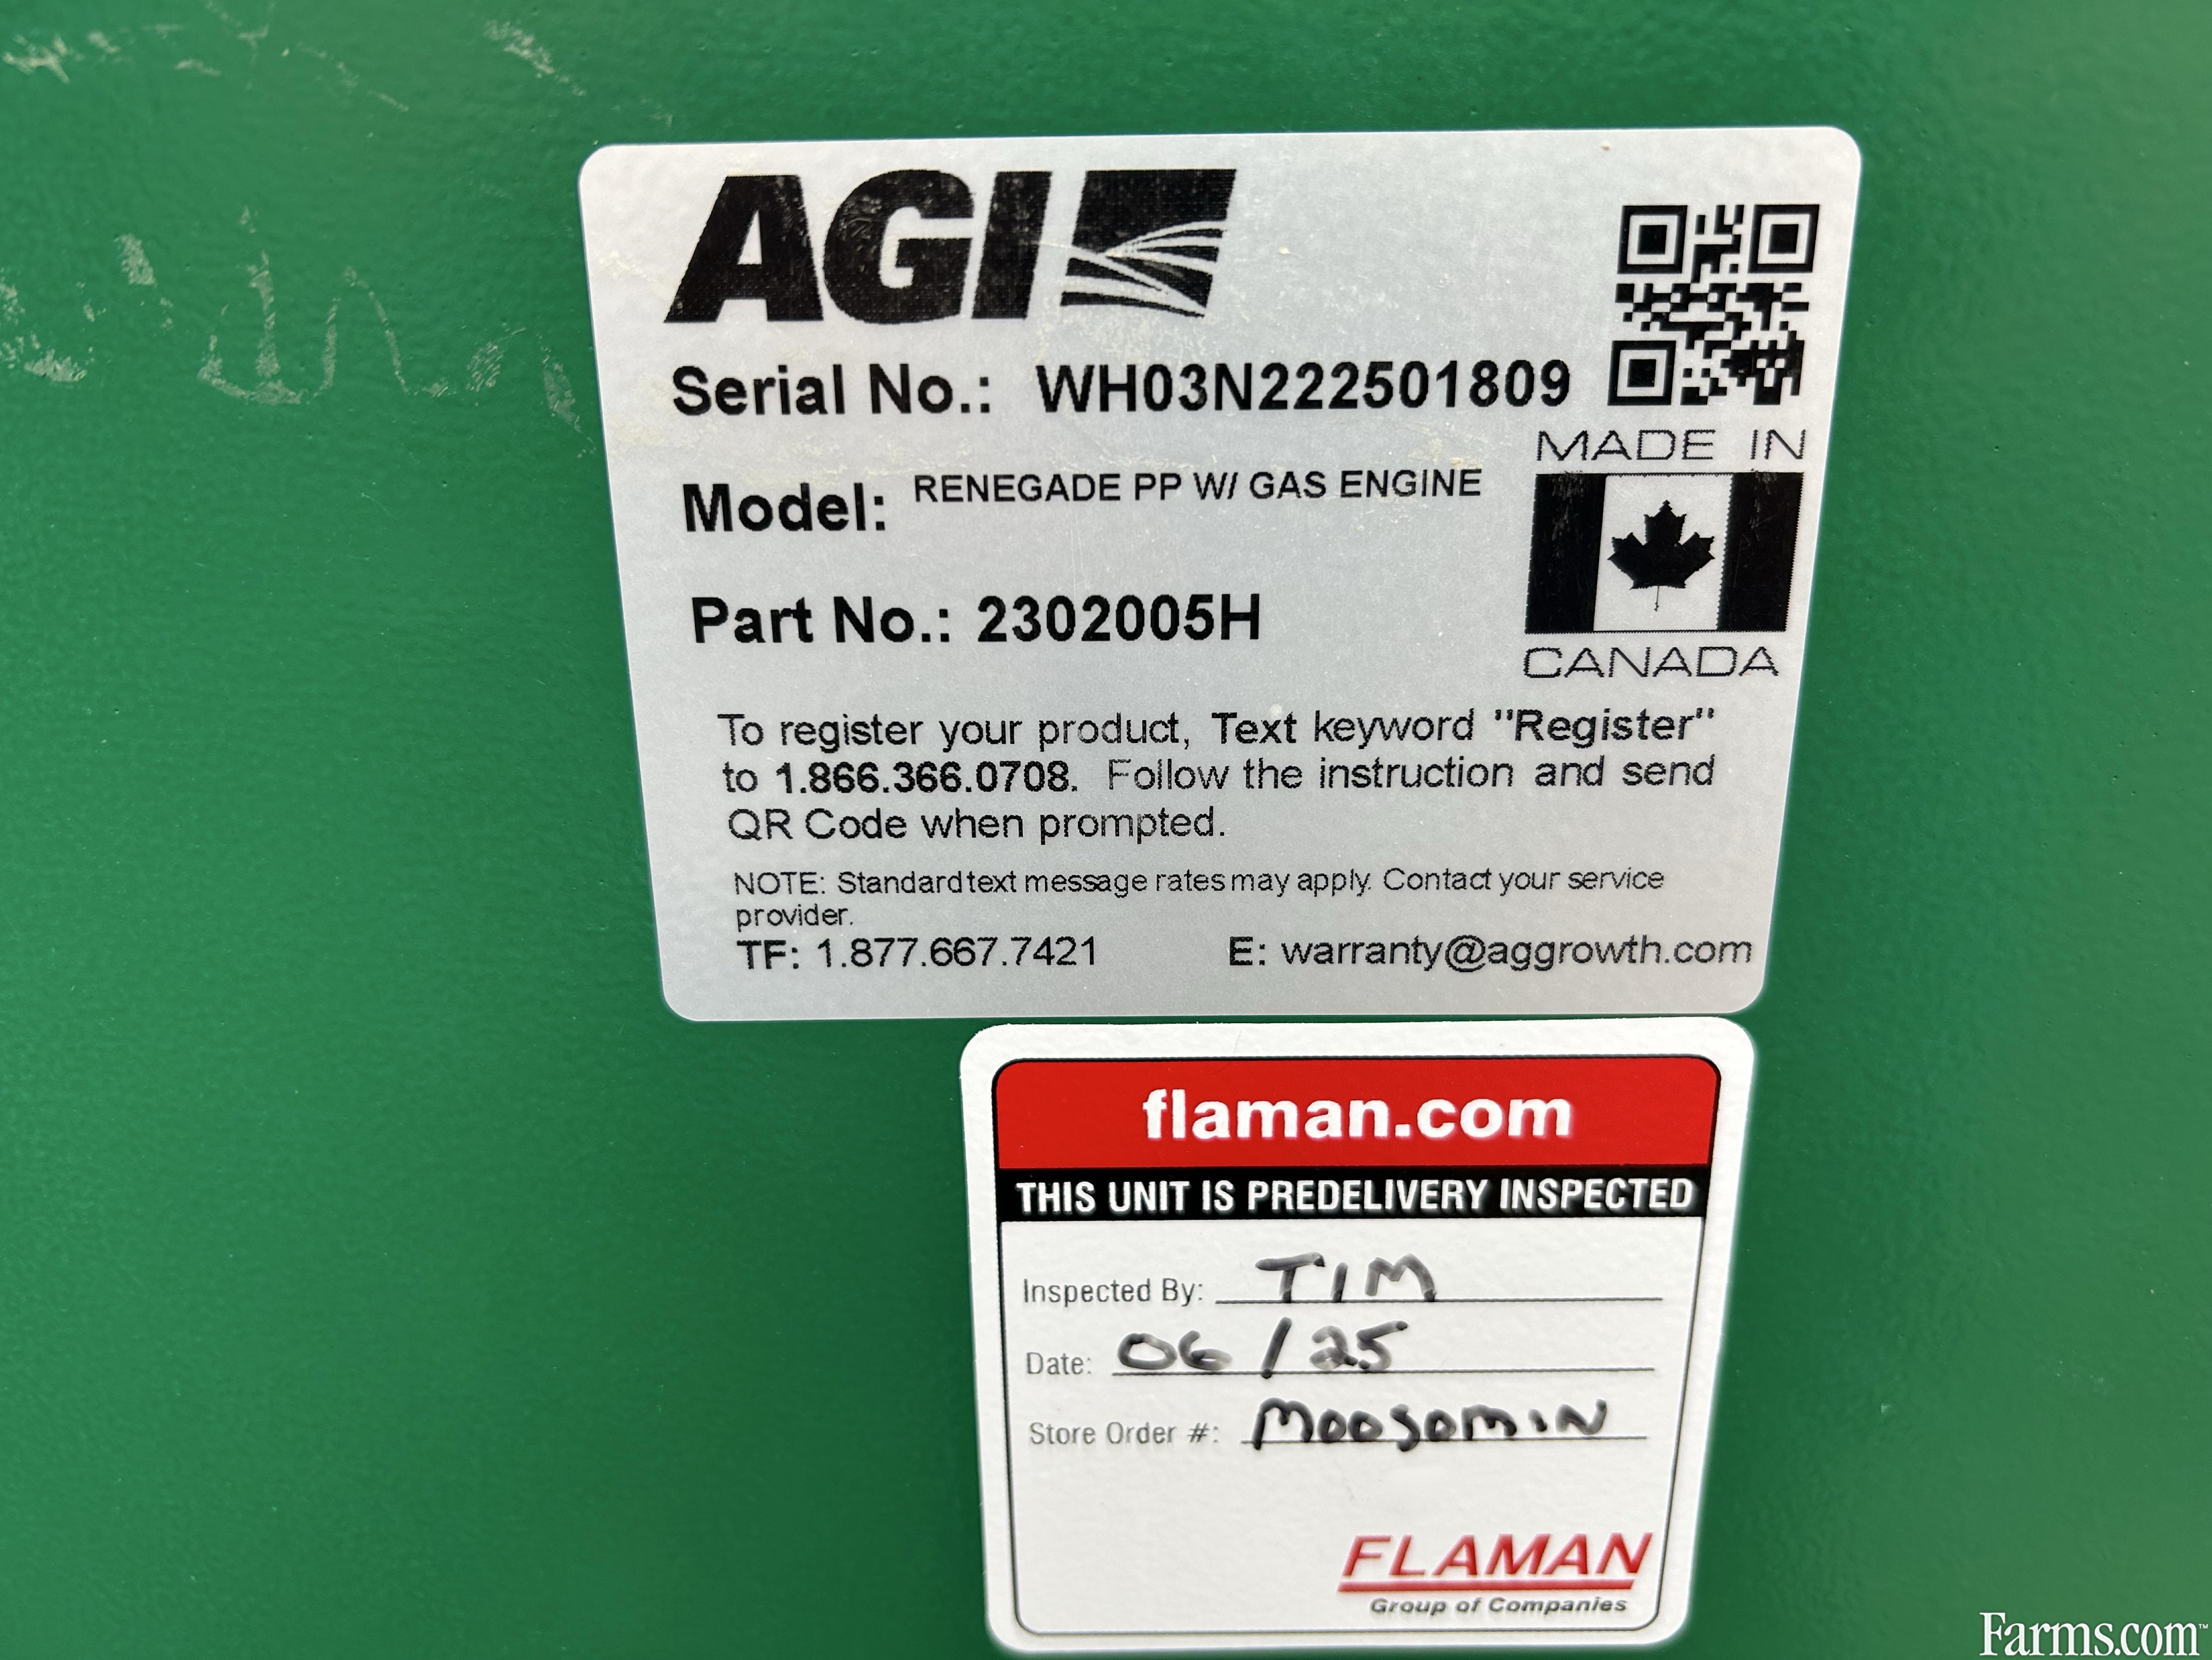 AGI
Serial No.: WH03N222501809
Model: RENEGADE PP W/ GAS ENGINE
Part No.: 2302005H
MADE IN
CANADA
To register your product, Text keyword "Register"
to 1.866.366.0708. Follow the instruction and send
QR Code when prompted.
NOTE: Standard text message rates may apply. Contact your service
provider.
TF: 1.877.667.7421 E: warranty@aggrowth.com
flaman.com
THIS UNIT IS PREDELIVERY INSPECTED
Inspected By: TIM
Date: 06/25
Store Order #: MOOSOMIN
FLAMAN
Group of Companies
Farms.com™